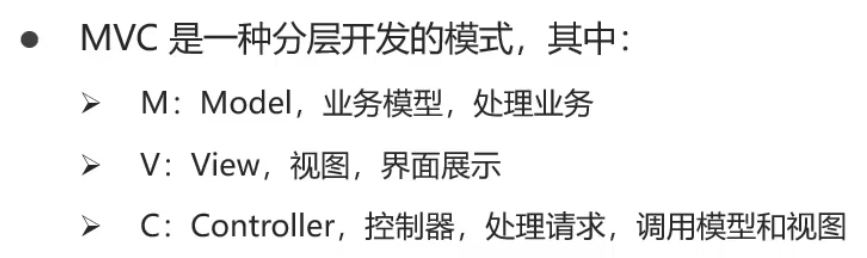 ● MVC 是一种分层开发的模式，其中：
➢ M：Model，业务模型，处理业务
➢ V：View，视图，界面展示
➢ C：Controller，控制器，处理请求，调用模型和视图